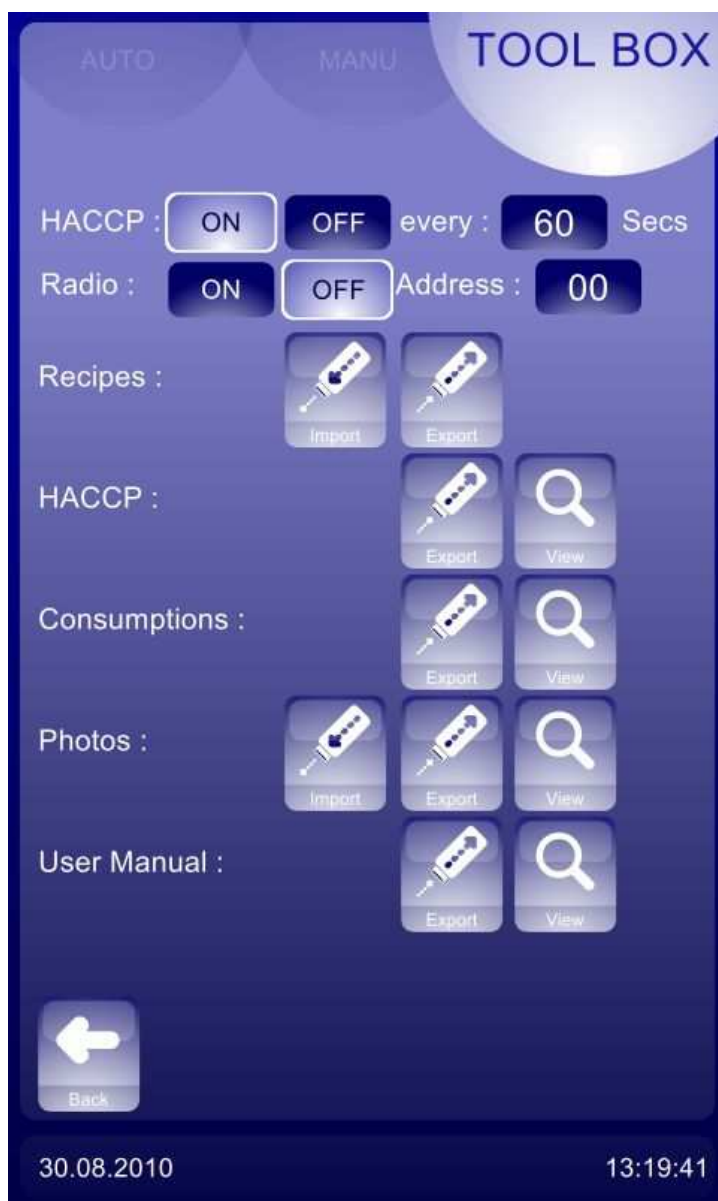 AUTO MANU TOOL BOX
HACCP : ON OFF every : 60 Secs
Radio : ON OFF Address : 00
Recipes :
Import Export
HACCP :
Export View
Consumptions :
Export View
Photos :
Import Export View
User Manual :
Export View
Back
30.08.2010 13:19:41